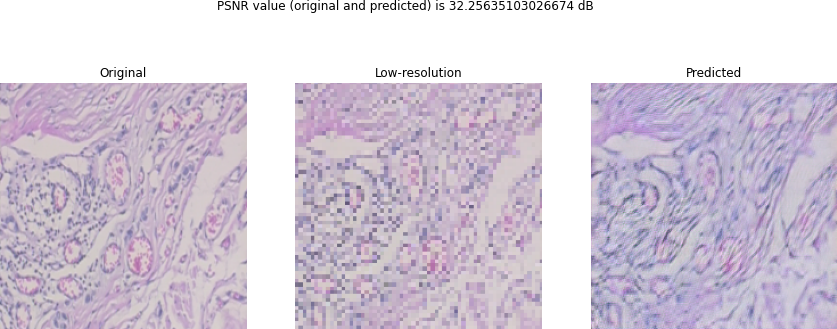 PSNR value (original and predicted) is 32.25635103026674 dB
Original
Low-resolution
Predicted